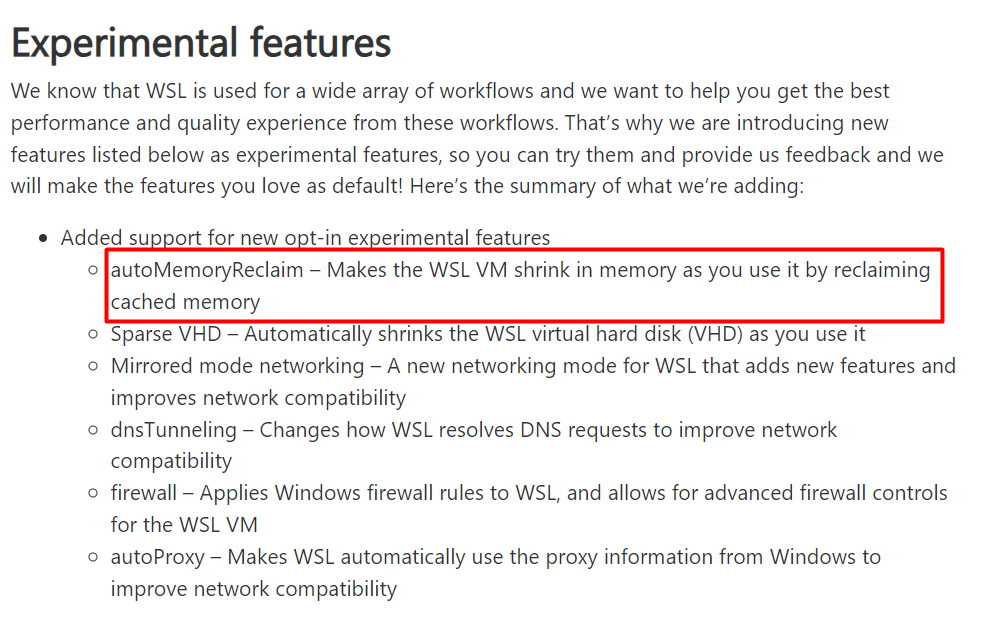 Experimental features
We know that WSL is used for a wide array of workflows and we want to help you get the best
performance and quality experience from these workflows. That’s why we are introducing new
features listed below as experimental features, so you can try them and provide us feedback and we
will make the features you love as default! Here’s the summary of what we’re adding:
• Added support for new opt-in experimental features
◦ autoMemoryReclaim – Makes the WSL VM shrink in memory as you use it by reclaiming
cached memory
◦ Sparse VHD – Automatically shrinks the WSL virtual hard disk (VHD) as you use it
◦ Mirrored mode networking – A new networking mode for WSL that adds new features and
improves network compatibility
◦ dnsTunneling – Changes how WSL resolves DNS requests to improve network
compatibility
◦ firewall – Applies Windows firewall rules to WSL, and allows for advanced firewall controls
for the WSL VM
◦ autoProxy – Makes WSL automatically use the proxy information from Windows to
improve network compatibility